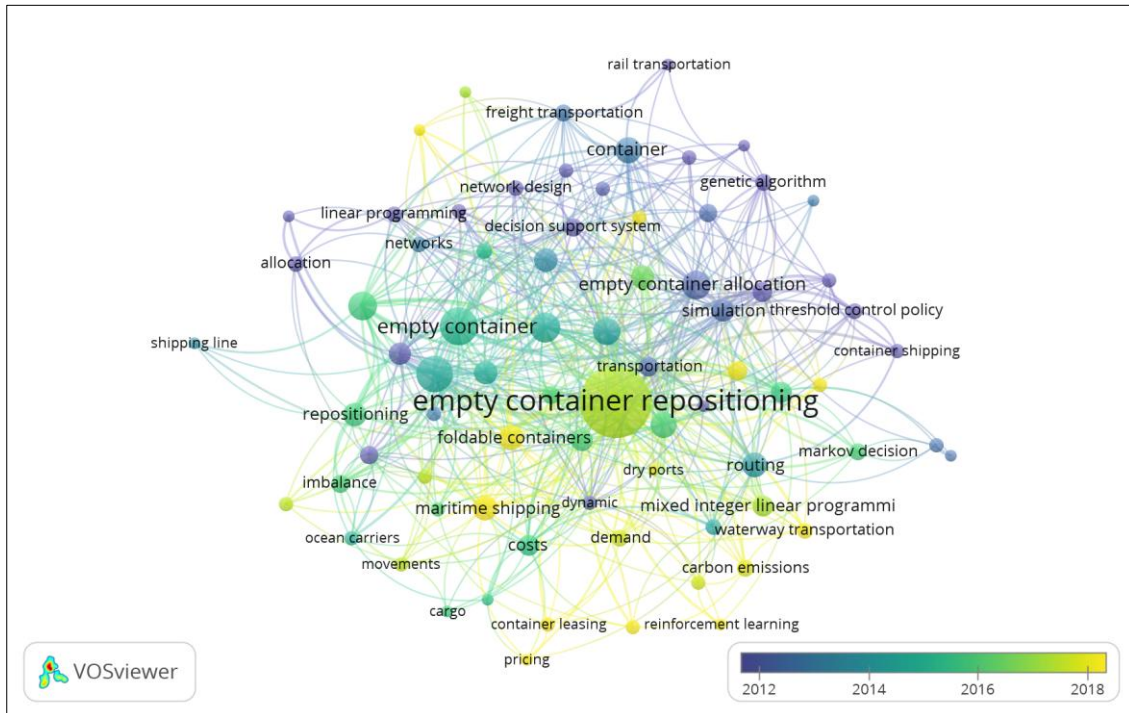 rail transportation
freight transportation
container
genetic algorithm
network design
linear programming
decision support system
networks
allocation
empty container allocation
simulation
threshold control policy
empty container
shipping line
container shipping
transportation
empty container repositioning
repositioning
foldable containers
markov decision
dry ports
routing
imbalance
dynamic
maritime shipping
mixed integer linear programmi
waterway transportation
ocean carriers
costs
demand
movements
carbon emissions
cargo
container leasing
reinforcement learning
pricing
VOSviewer
2012
2014
2016
2018